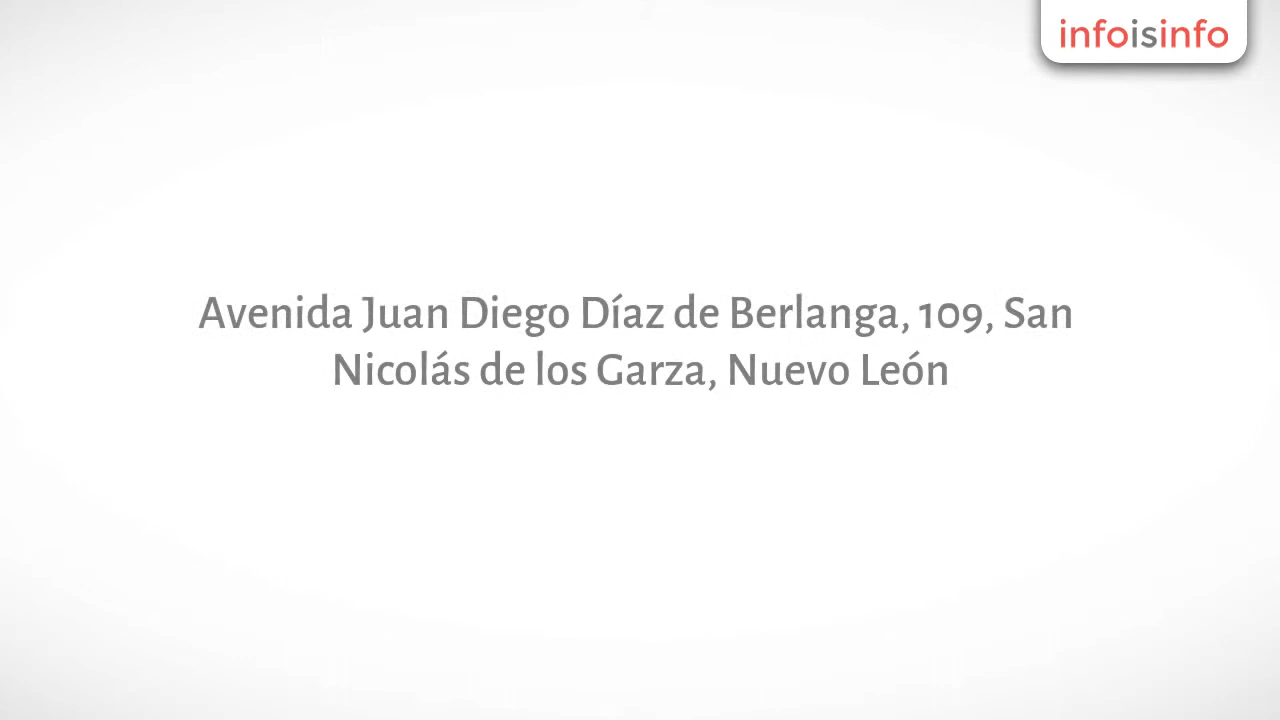 infoisinfo
Avenida Juan Diego Díaz de Berlanga, 109, San
Nicolás de los Garza, Nuevo León